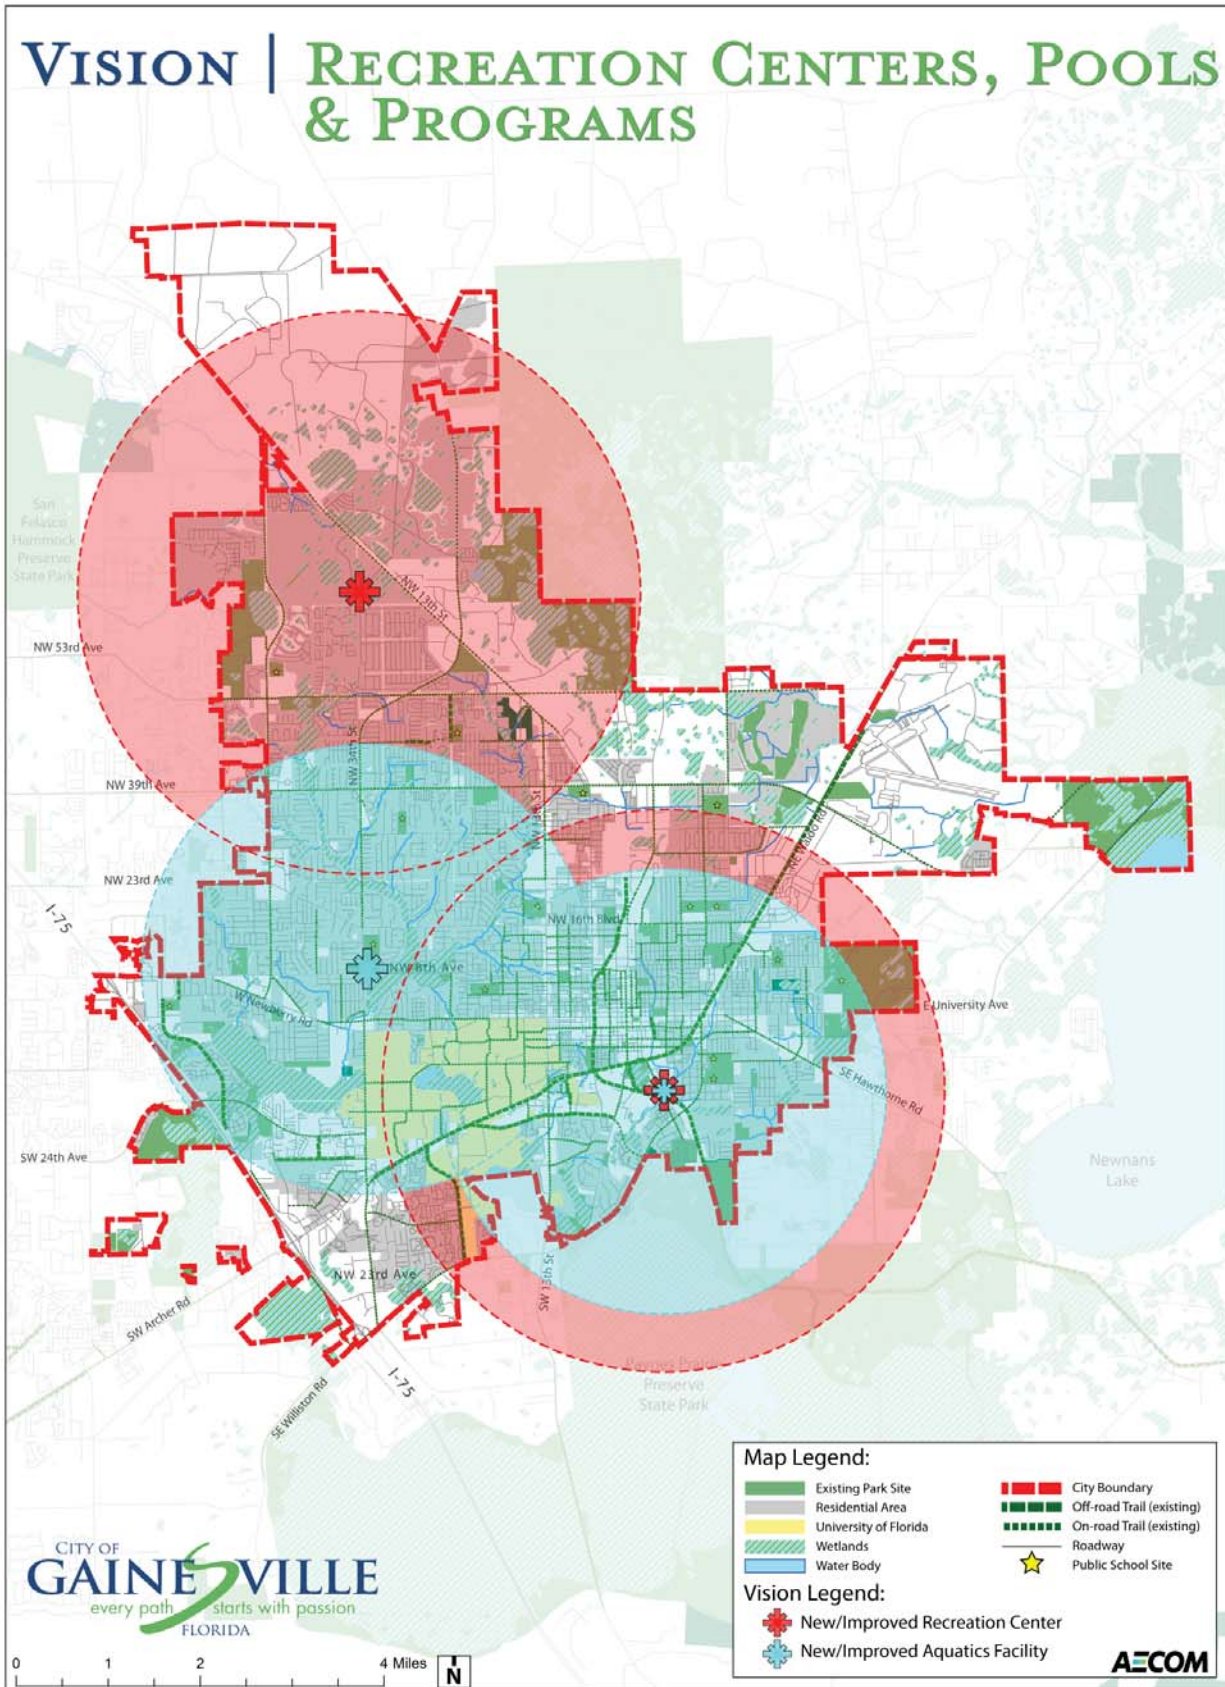 VISION | RECREATION CENTERS, POOLS
& PROGRAMS
San
Felasco
Hammock
Preserve
State Park
NW 13th St
NW 53rd Ave
NW 34th St
NW 39th Ave
NE Waldo Rd
NW 23rd Ave
I-75
NW 16th Blvd
NW 8th Ave
W Newberry Rd
E University Ave
SE Hawthorne Rd
SW 24th Ave
Newnans
Lake
NW 23rd Ave
SW 13th St
SW Archer Rd
Preserve
State Park
I-75
SE Williston Rd
Map Legend:
Existing Park Site
Residential Area
University of Florida
Wetlands
Water Body
City Boundary
Off-road Trail (existing)
On-road Trail (existing)
Roadway
Public School Site
Vision Legend:
New/Improved Recreation Center
New/Improved Aquatics Facility
CITY OF
GAINESVILLE
every path starts with passion
FLORIDA
0 1 2 4 Miles
N
AECOM